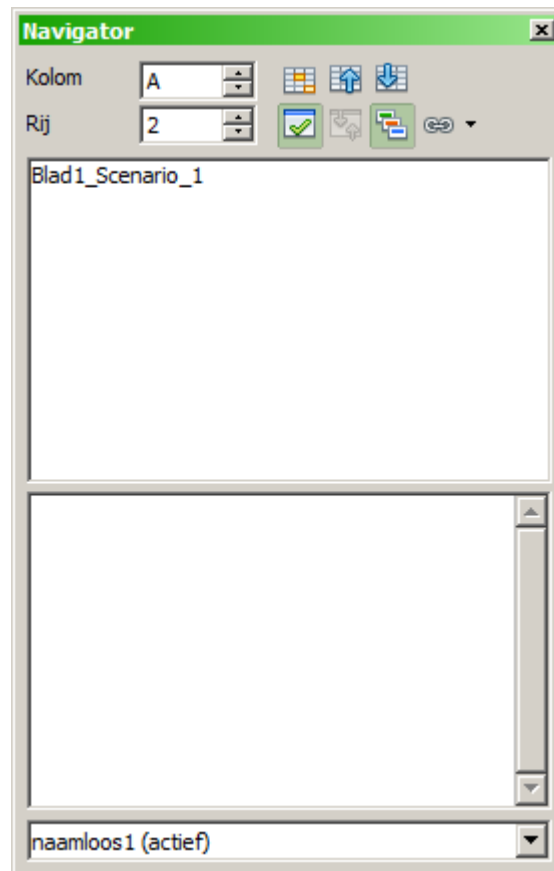 Navigator
Kolom A
Rij 2
Blad1_Scenario_1
naamloos1 (actief)